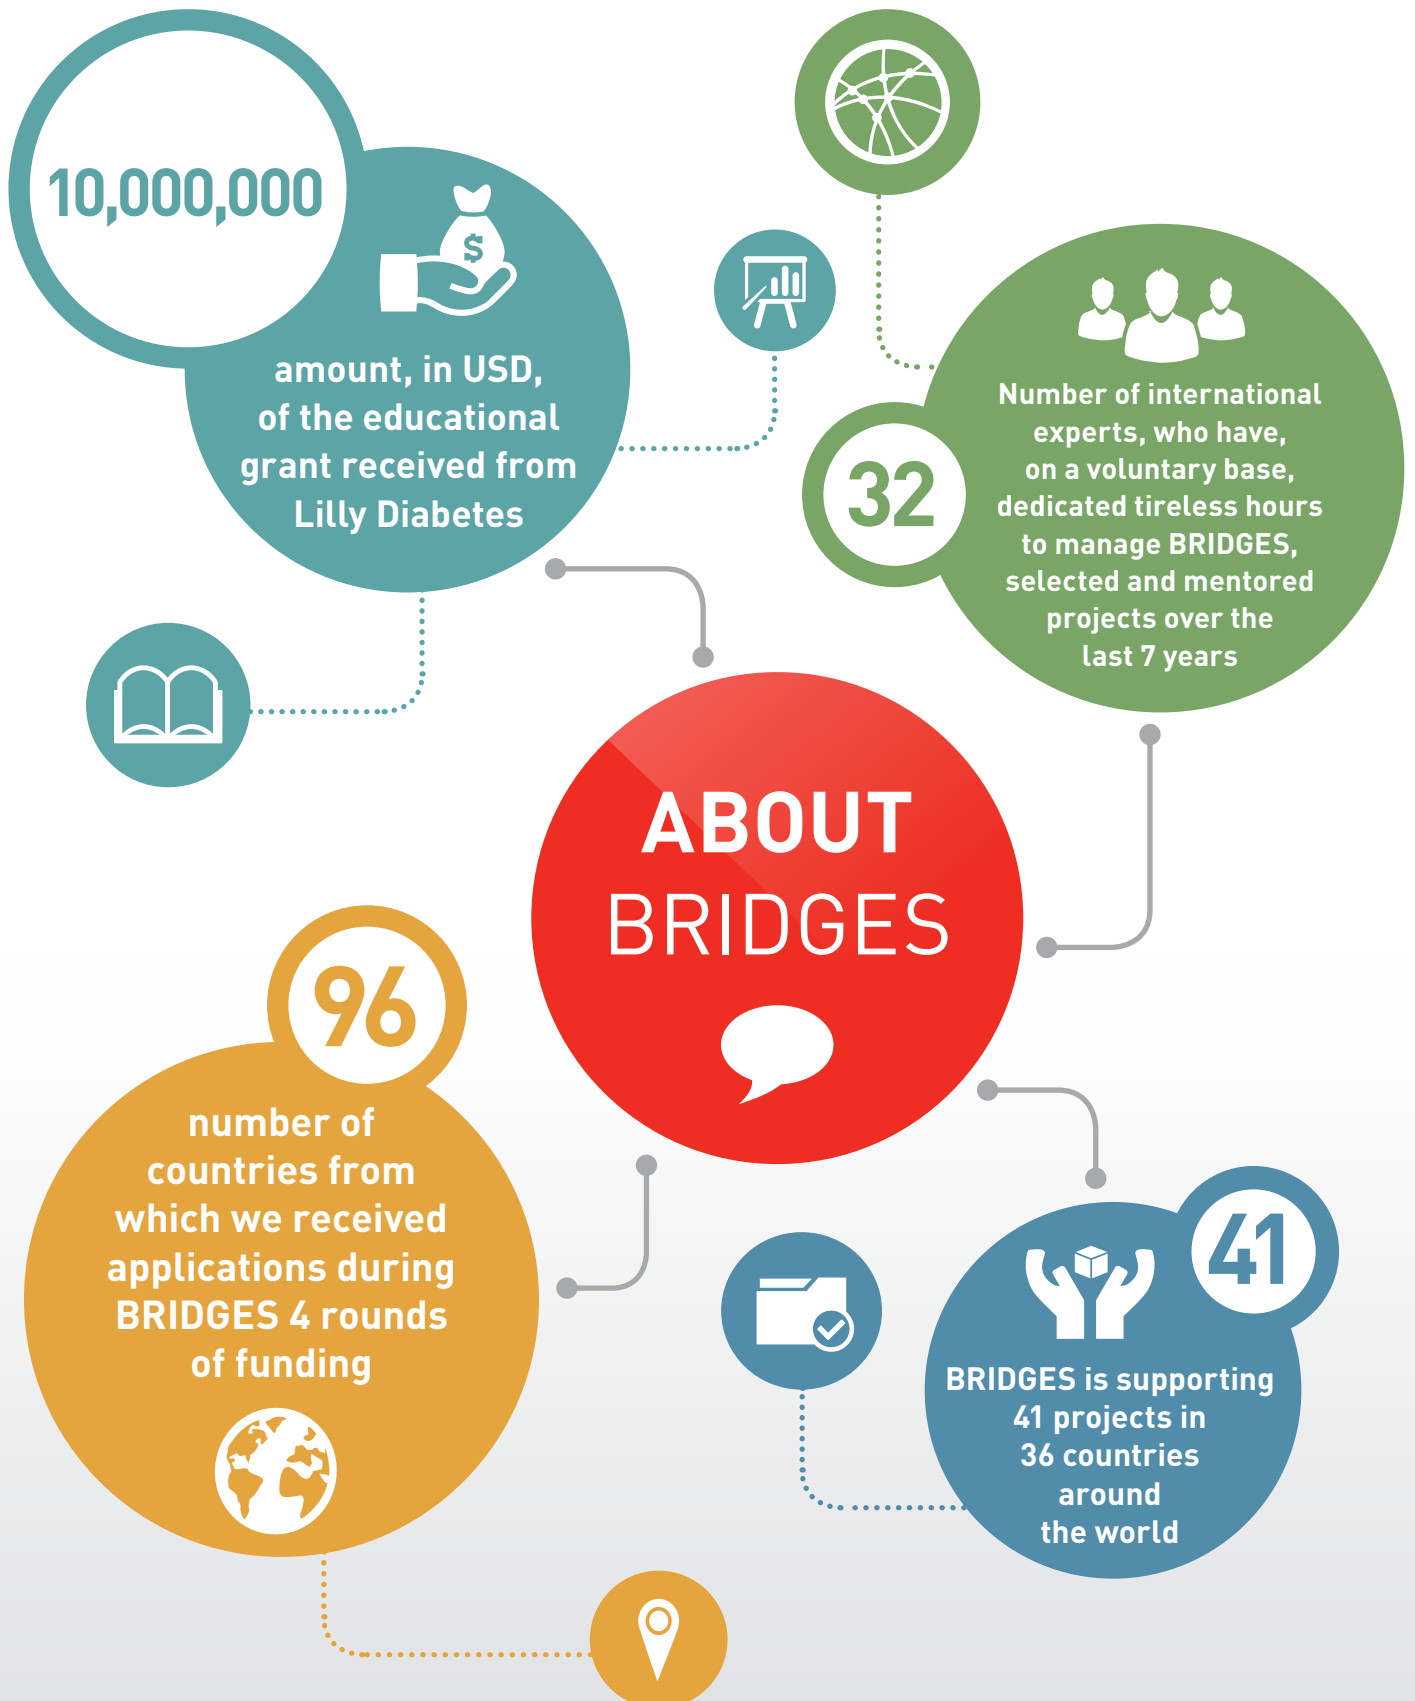 10,000,000
$
amount, in USD,
of the educational
grant received from
Lilly Diabetes
32
Number of international
experts, who have,
on a voluntary base,
dedicated tireless hours
to manage BRIDGES,
selected and mentored
projects over the
last 7 years
ABOUT
BRIDGES
96
number of
countries from
which we received
applications during
BRIDGES 4 rounds
of funding
41
BRIDGES is supporting
41 projects in
36 countries
around
the world